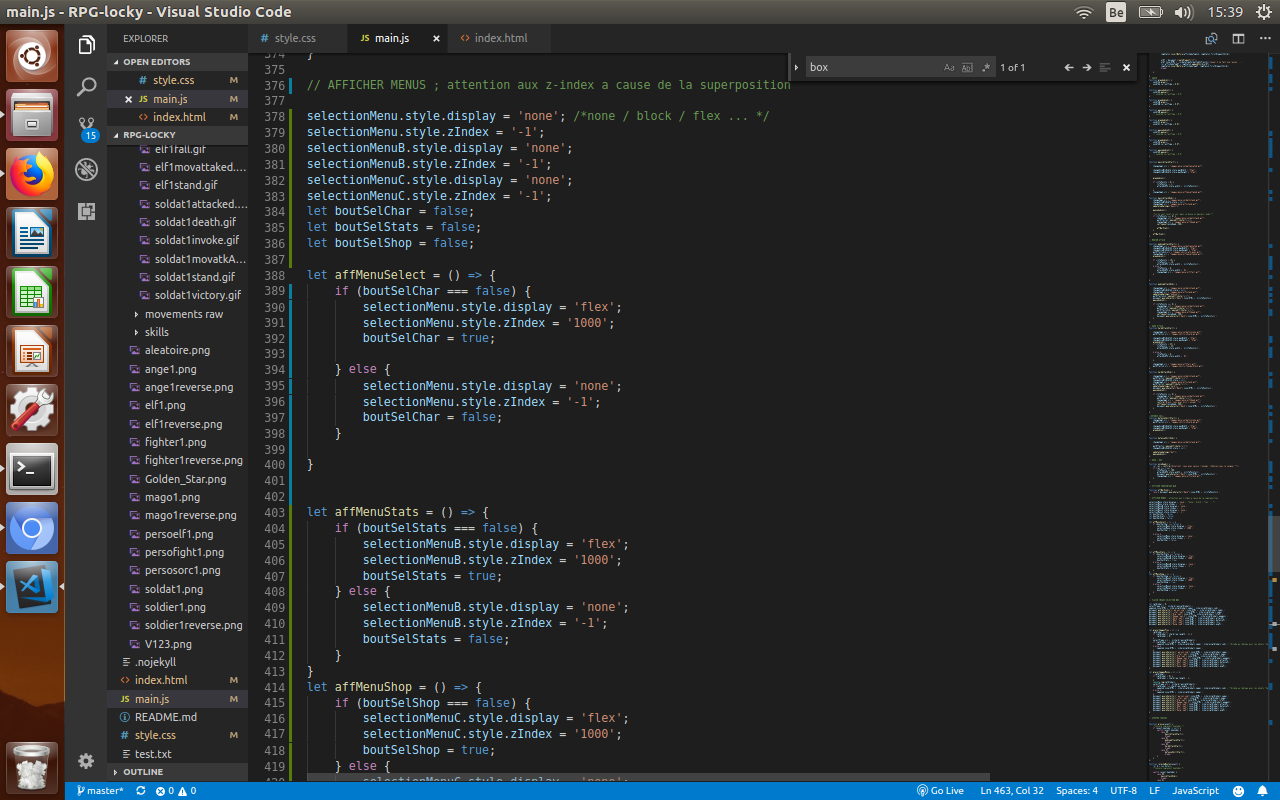 main.js - RPG-locky - Visual Studio Code
Be
15:39
EXPLORER
OPEN EDITORS
# style.css M
JS main.js M
<> index.html M
15
RPG-LOCKY
elf1fall.gif
elf1movattaked....
elf1stand.gif
soldat1attacked....
soldat1death.gif
soldat1invoke.gif
soldat1movatkA...
soldat1stand.gif
soldat1victory.gif
movements raw
skills
aleatoire.png
ange1.png
ange1reverse.png
elf1.png
elf1reverse.png
fighter1.png
fighter1reverse.png
Golden_Star.png
mago1.png
mago1reverse.png
persoelf1.png
persofight1.png
persosorc1.png
soldat1.png
soldier1.png
soldier1reverse.png
V123.png
.nojekyll
<> index.html M
JS main.js M
README.md
# style.css M
test.txt
OUTLINE
# style.css
JS main.js
<> index.html
box
Aa
1 of 1
374 }
375
376 // AFFICHER MENUS ; attention aux z-index a cause de la superposition
377
378 selectionMenu.style.display = 'none'; /*none / block / flex ... */
379 selectionMenu.style.zIndex = '-1';
380 selectionMenuB.style.display = 'none';
381 selectionMenuB.style.zIndex = '-1';
382 selectionMenuC.style.display = 'none';
383 selectionMenuC.style.zIndex = '-1';
384 let boutSelChar = false;
385 let boutSelStats = false;
386 let boutSelShop = false;
387
388 let affMenuSelect = () => {
389 if (boutSelChar === false) {
390 selectionMenu.style.display = 'flex';
391 selectionMenu.style.zIndex = '1000';
392 boutSelChar = true;
393
394 } else {
395 selectionMenu.style.display = 'none';
396 selectionMenu.style.zIndex = '-1';
397 boutSelChar = false;
398 }
399
400 }
401
402
403 let affMenuStats = () => {
404 if (boutSelStats === false) {
405 selectionMenuB.style.display = 'flex';
406 selectionMenuB.style.zIndex = '1000';
407 boutSelStats = true;
408 } else {
409 selectionMenuB.style.display = 'none';
410 selectionMenuB.style.zIndex = '-1';
411 boutSelStats = false;
412 }
413 }
414 let affMenuShop = () => {
415 if (boutSelShop === false) {
416 selectionMenuC.style.display = 'flex';
417 selectionMenuC.style.zIndex = '1000';
418 boutSelShop = true;
419 } else {
420 selectionMenuC.style.display = 'none';
master*
0
0
Go Live
Ln 463, Col 32
Spaces: 4
UTF-8
LF
JavaScript